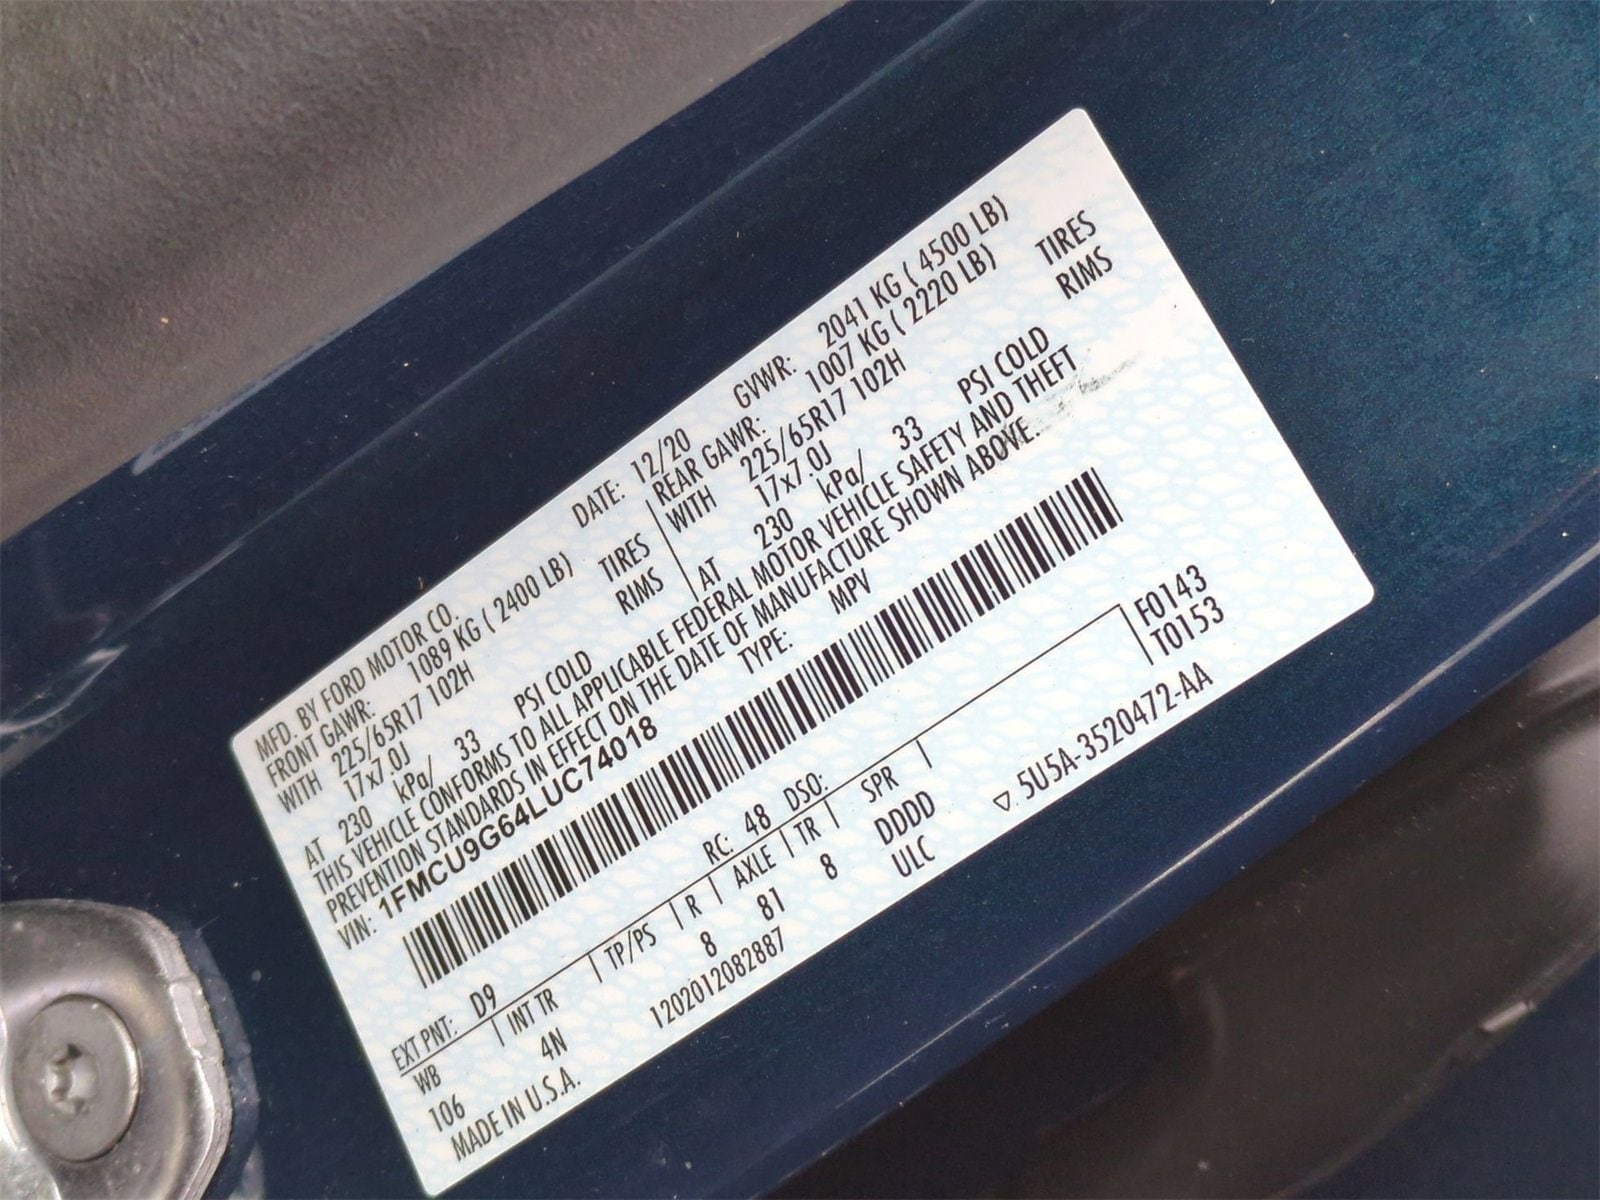 MFD. BY FORD MOTOR CO. DATE: 12/20 GVWR: 2041 KG ( 4500 LB)
FRONT GAWR: 1089 KG ( 2400 LB) REAR GAWR: 1007 KG ( 2220 LB)
WITH 225/65R17 102H TIRES WITH 225/65R17 102H TIRES
17x7.0J RIMS 17x7.0J RIMS
AT 230 kPa/ 33 PSI COLD AT 230 kPa/ 33 PSI COLD
THIS VEHICLE CONFORMS TO ALL APPLICABLE FEDERAL MOTOR VEHICLE SAFETY AND THEFT
PREVENTION STANDARDS IN EFFECT ON THE DATE OF MANUFACTURE SHOWN ABOVE.
VIN: 1FMCU9G64LUC74018 TYPE: MPV
F0143
T0153
EXT PNT: D9 RC: 48 DSO:
WB INT TR TP/PS R AXLE TR SPR
106 4N 8 81 8 DDDD
MADE IN U.S.A. 1202012082887 ULC ▽ 5U5A-3520472-AA